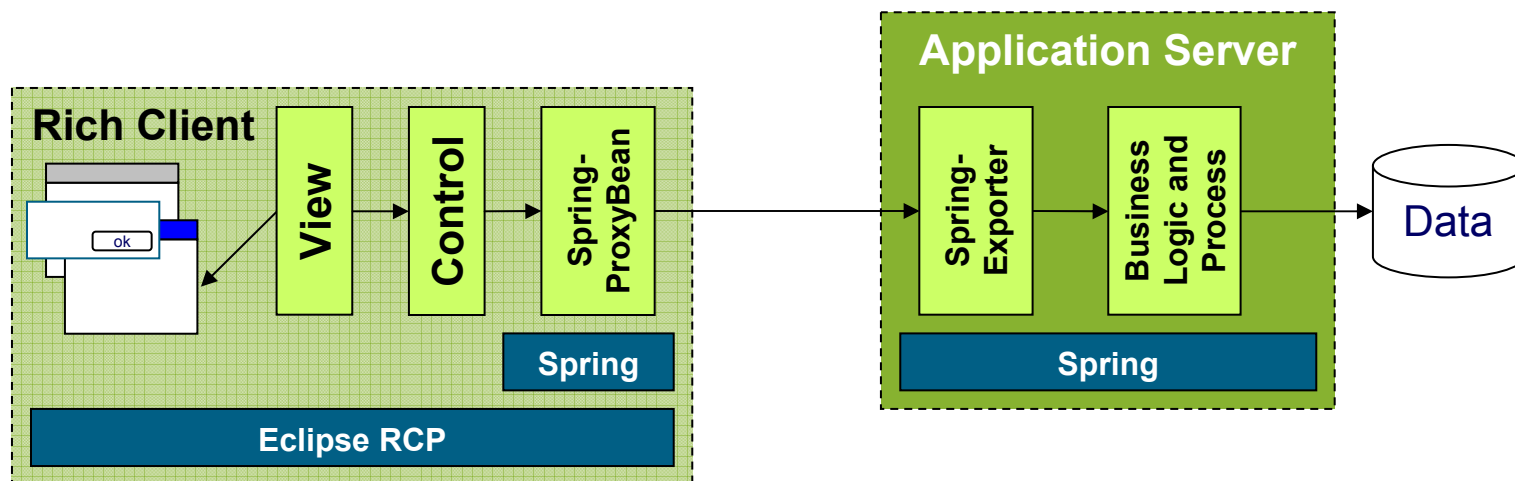 Application Server
Rich Client
View
Control
Spring-
ProxyBean
Spring-
Exporter
Business
Logic and
Process
Data
ok
Spring
Spring
Eclipse RCP